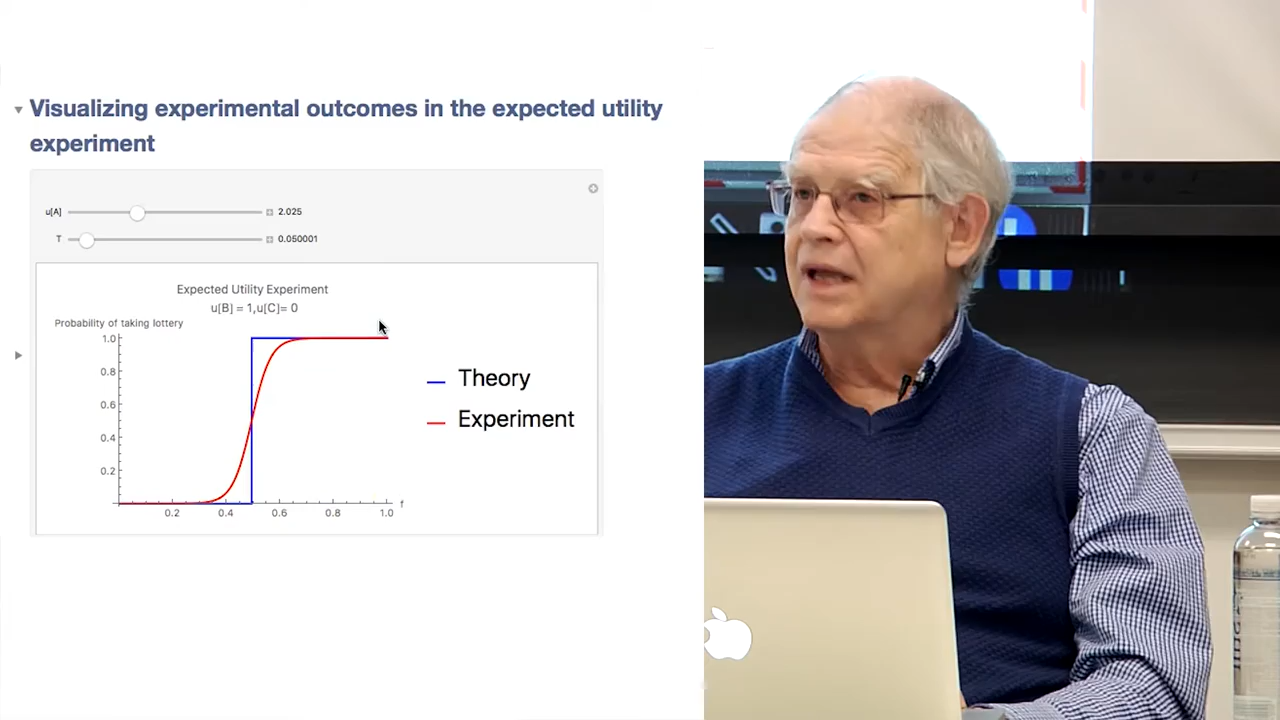 Visualizing experimental outcomes in the expected utility
experiment
u[A] 2.025
T 0.050001
Expected Utility Experiment
u[B] = 1,u[C]= 0
Probability of taking lottery
1.0
0.8
0.6
0.4
0.2
0.2 0.4 0.6 0.8 1.0 f
Theory
Experiment